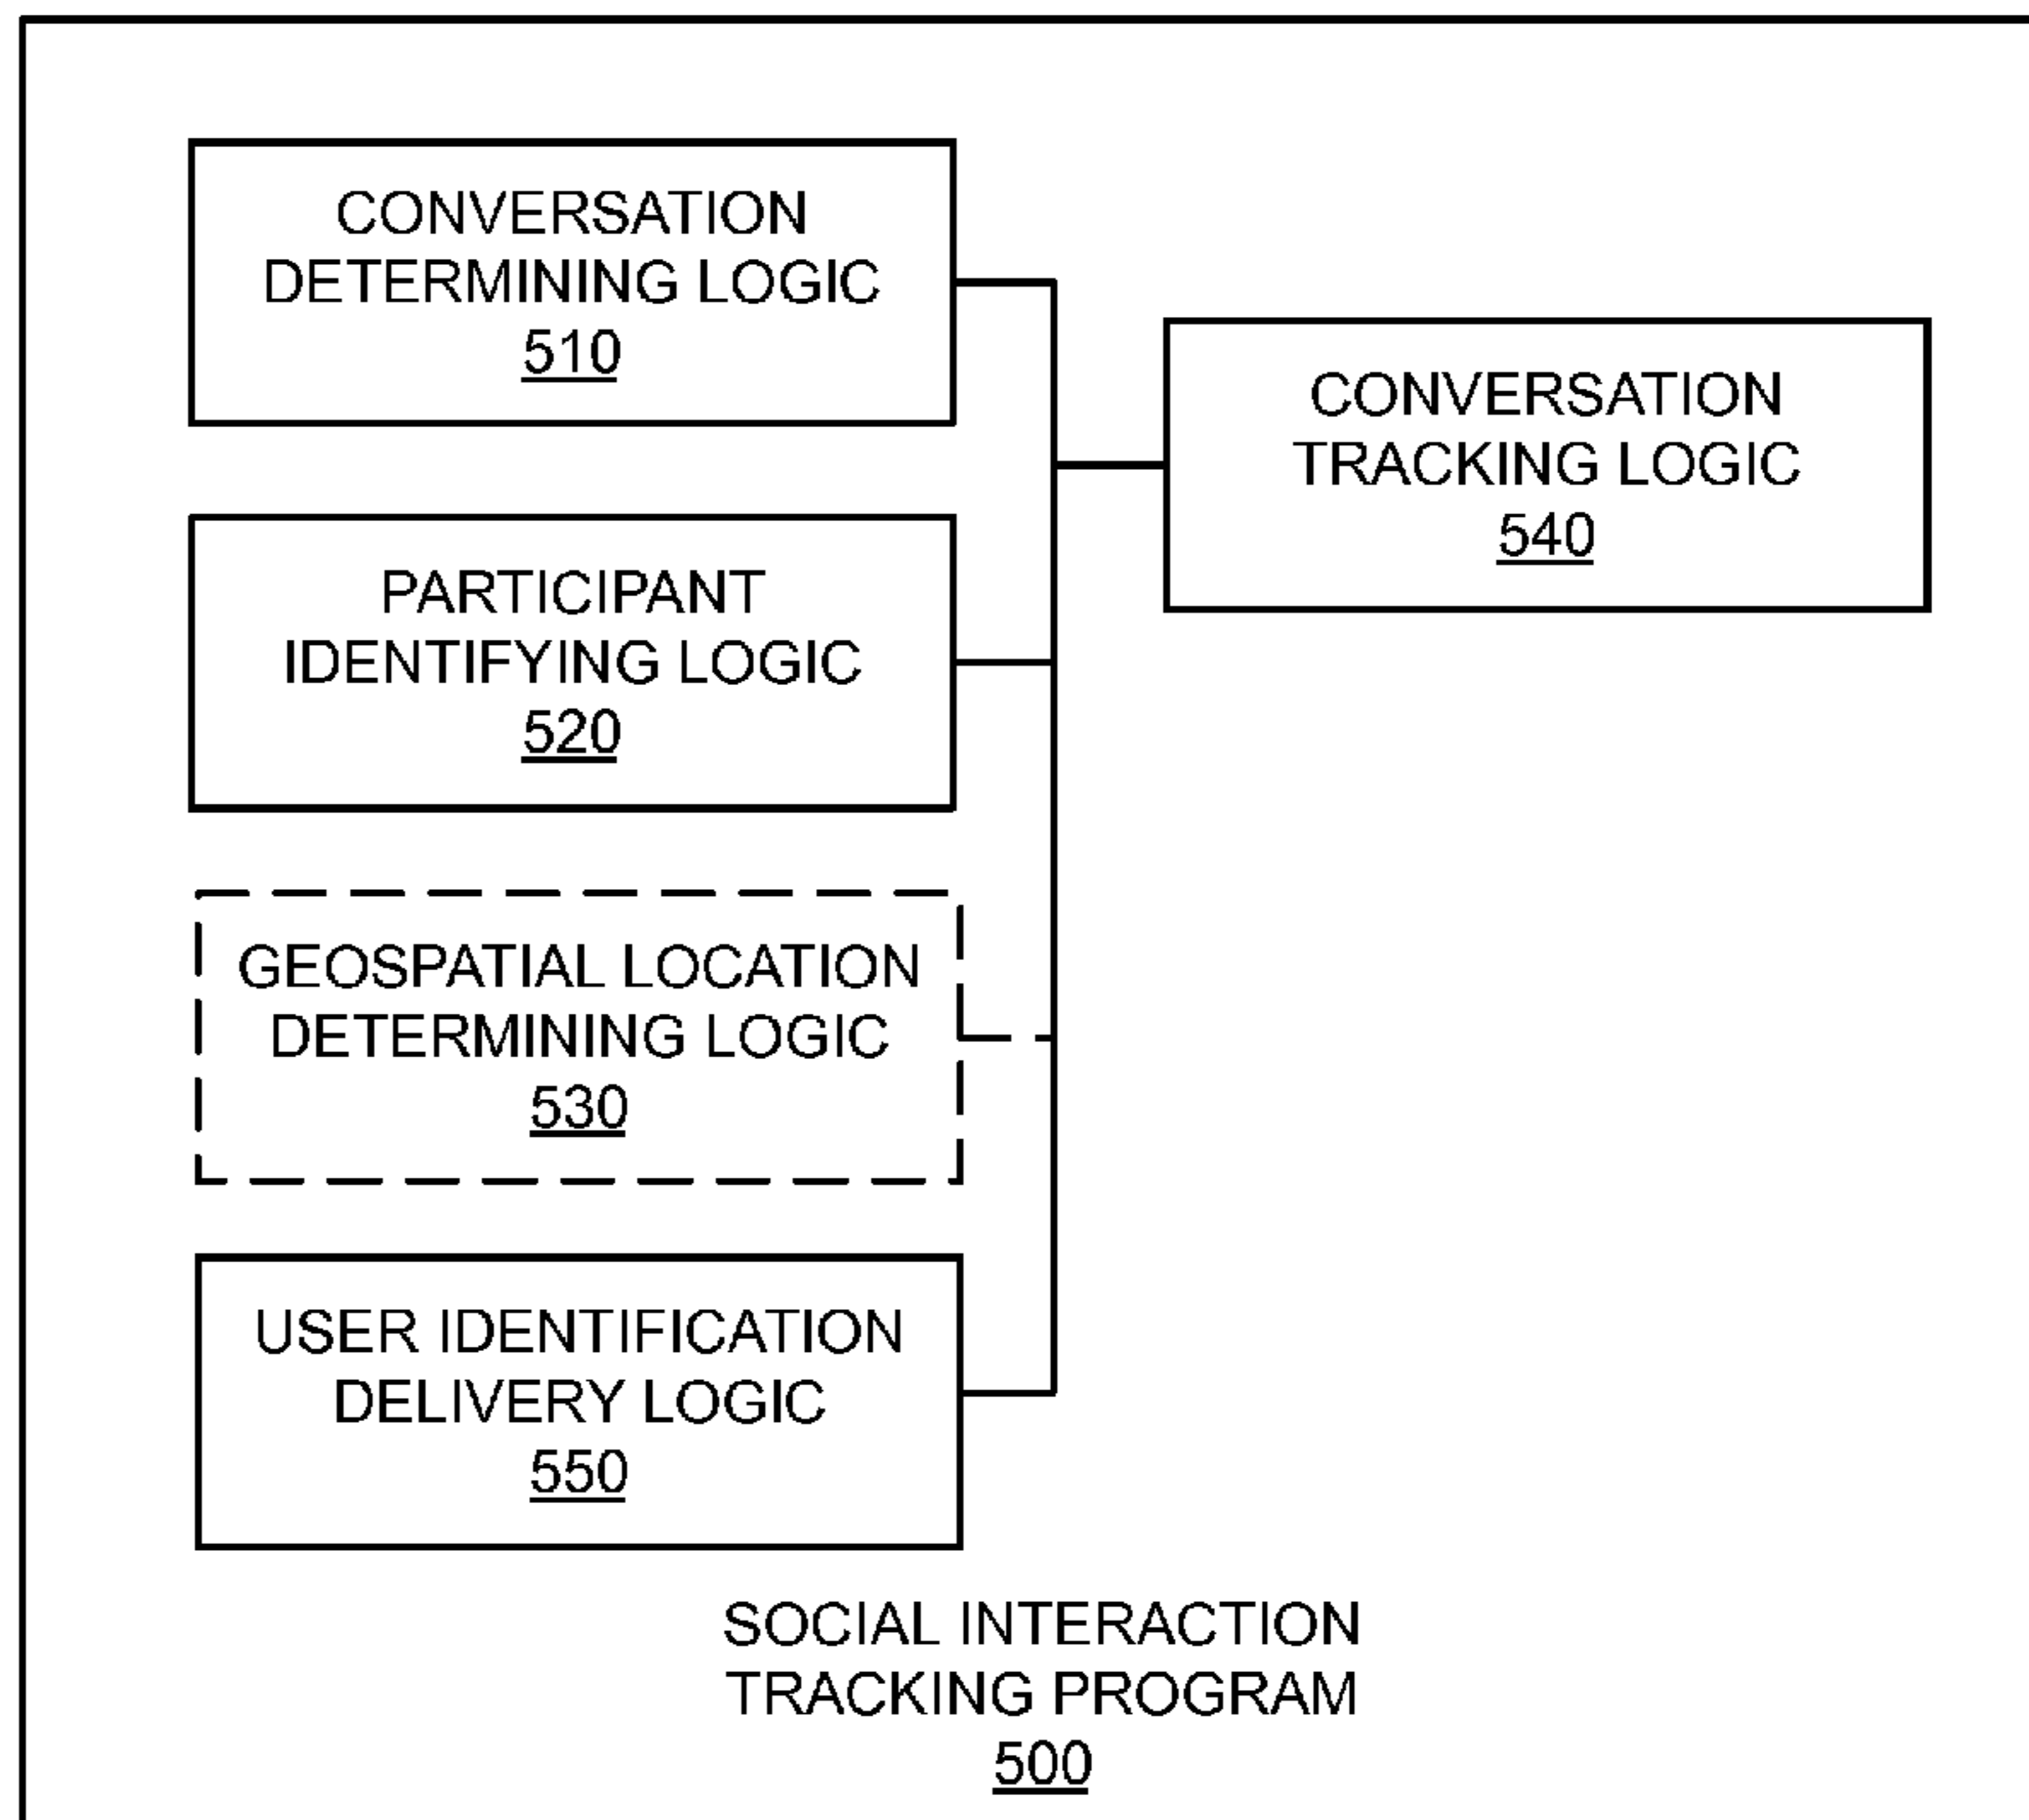 CONVERSATION
DETERMINING LOGIC
510
CONVERSATION
TRACKING LOGIC
540
PARTICIPANT
IDENTIFYING LOGIC
520
GEOSPATIAL LOCATION
DETERMINING LOGIC
530
USER IDENTIFICATION
DELIVERY LOGIC
550
SOCIAL INTERACTION
TRACKING PROGRAM
500